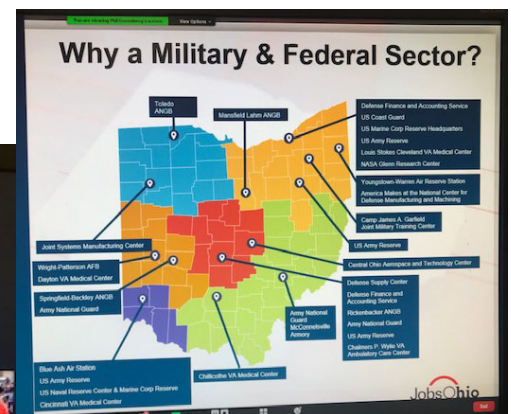 View Options
Why a Military & Federal Sector?
Toledo
ANGB
Mansfield Lahm ANGB
Defense Finance and Accounting Service
US Coast Guard
US Marine Corp Reserve Headquarters
US Army Reserve
Louis Stokes Cleveland VA Medical Center
NASA Glenn Research Center
Youngstown-Warren Air Reserve Station
America Makes at the National Center for
Defense Manufacturing and Machining
Camp James A. Garfield
Joint Military Training Center
US Army Reserve
Joint Systems Manufacturing Center
Central Ohio Aerospace and Technology Center
Wright-Patterson AFB
Dayton VA Medical Center
Defense Supply Center
Defense Finance and
Accounting Service
Rickenbacker ANGB
Army National Guard
US Army Reserve
Chalmers P. Wylie VA
Ambulatory Care Center
Springfield-Beckley ANGB
Army National Guard
Army National
Guard
McConnelsville
Armory
Blue Ash Air Station
US Army Reserve
US Naval Reserve Center & Marine Corp Reserve
Cincinnati VA Medical Center
Chillicothe VA Medical Center
JobsOhio